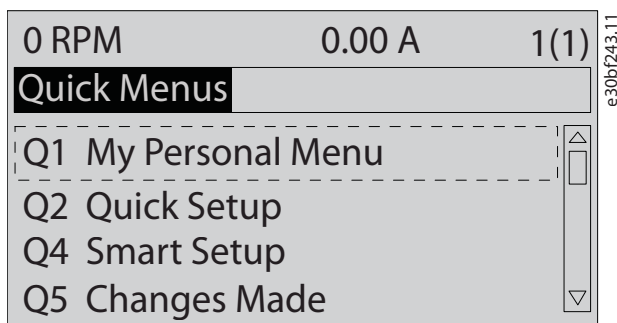 0 RPM 0.00 A 1(1)
Quick Menus
Q1 My Personal Menu
Q2 Quick Setup
Q4 Smart Setup
Q5 Changes Made
e30bf243.11